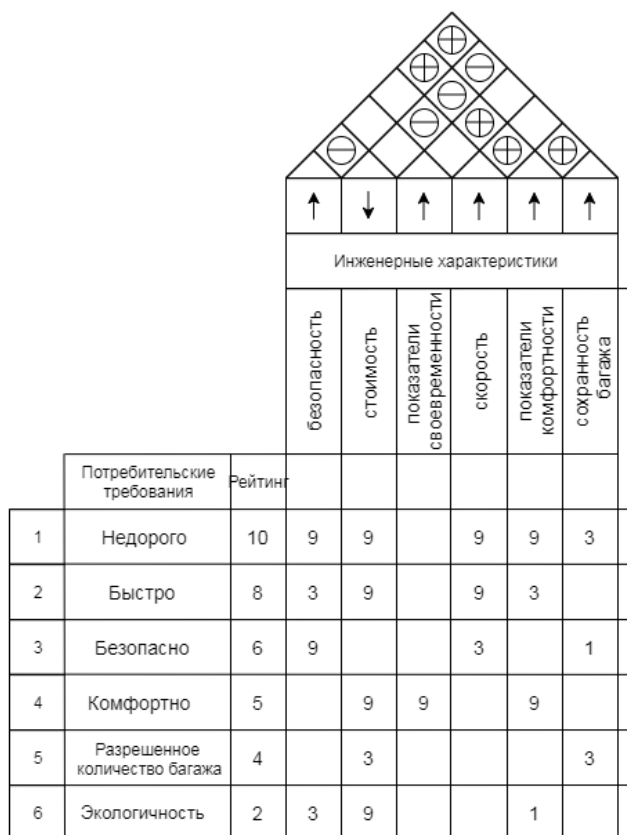 Инженерные характеристики
безопасность
стоимость
показатели
своевременности
скорость
показатели
комфортности
сохранность
багажа
Потребительские
требования
Рейтинг
1 Недорого 10 9 9 9 9 3
2 Быстро 8 3 9 9 3
3 Безопасно 6 9 3 1
4 Комфортно 5 9 9 9
5 Разрешенное
количество багажа 4 3 3
6 Экологичность 2 3 9 1